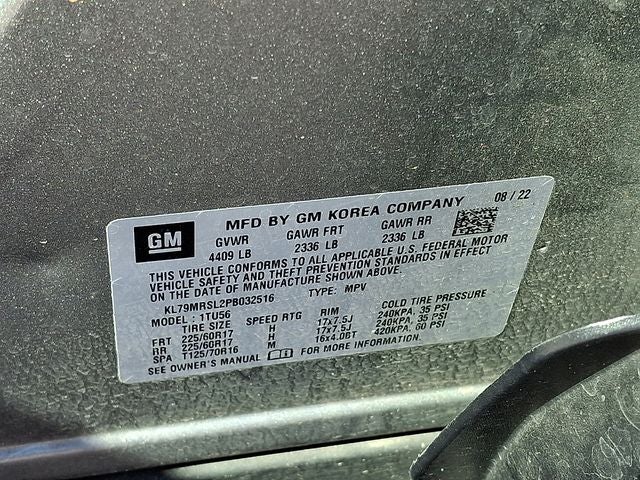 GM
MFD BY GM KOREA COMPANY 08 / 22
GVWR GAWR FRT GAWR RR
4409 LB 2336 LB 2336 LB
THIS VEHICLE CONFORMS TO ALL APPLICABLE U.S. FEDERAL MOTOR
VEHICLE SAFETY AND THEFT PREVENTION STANDARDS IN EFFECT
ON THE DATE OF MANUFACTURE SHOWN ABOVE.
KL79MRSL2PB032516 TYPE: MPV
1TU56
TIRE SIZE SPEED RTG RIM COLD TIRE PRESSURE
FRT 225/60R17 H 17x7.5J 240KPA, 35 PSI
RR 225/60R17 H 17x7.5J 240KPA, 35 PSI
SPA T125/70R16 M 16x4.0BT 420KPA, 60 PSI
SEE OWNER'S MANUAL FOR MORE INFORMATION.